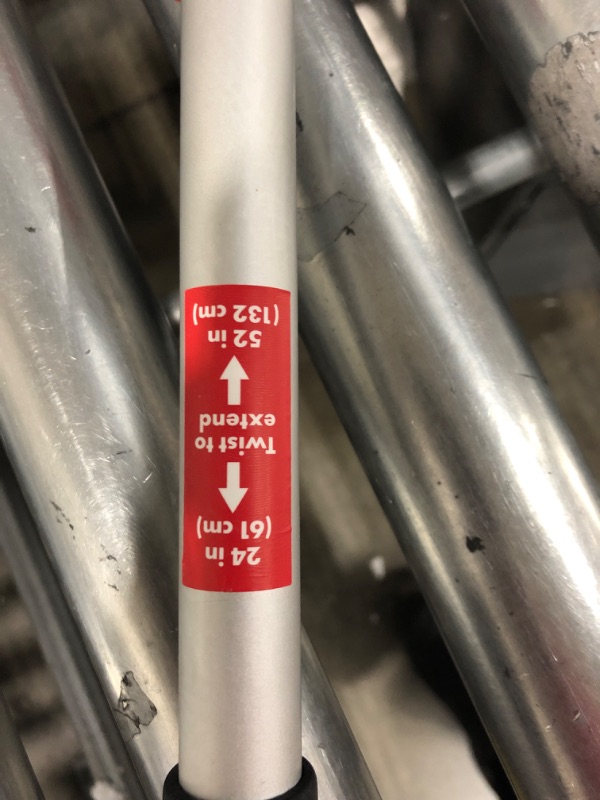 24 in
(61 cm)
Twist to
extend
52 in
(132 cm)